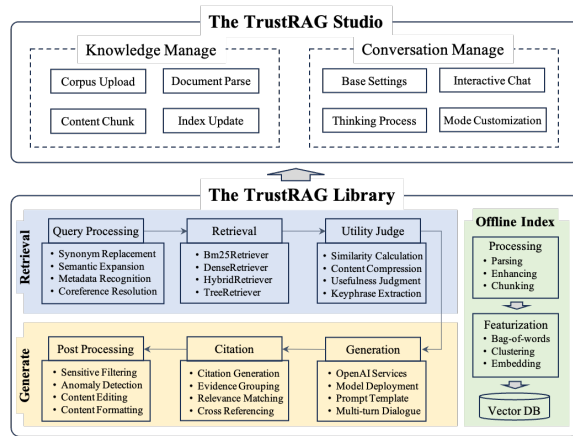 The TrustRAG Studio
Knowledge Manage
Corpus Upload
Document Parse
Content Chunk
Index Update
Conversation Manage
Base Settings
Interactive Chat
Thinking Process
Mode Customization
The TrustRAG Library
Retrieval
Query Processing
• Synonym Replacement
• Semantic Expansion
• Metadata Recognition
• Coreference Resolution
Retrieval
• Bm25Retriever
• DenseRetriever
• HybridRetriever
• TreeRetriever
Utility Judge
• Similarity Calculation
• Content Compression
• Usefulness Judgment
• Keyphrase Extraction
Generate
Post Processing
• Sensitive Filtering
• Anomaly Detection
• Content Editing
• Content Formatting
Citation
• Citation Generation
• Evidence Grouping
• Relevance Matching
• Cross Referencing
Generation
• OpenAI Services
• Model Deployment
• Prompt Template
• Multi-turn Dialogue
Offline Index
Processing
• Parsing
• Enhancing
• Chunking
Featurization
• Bag-of-words
• Clustering
• Embedding
Vector DB